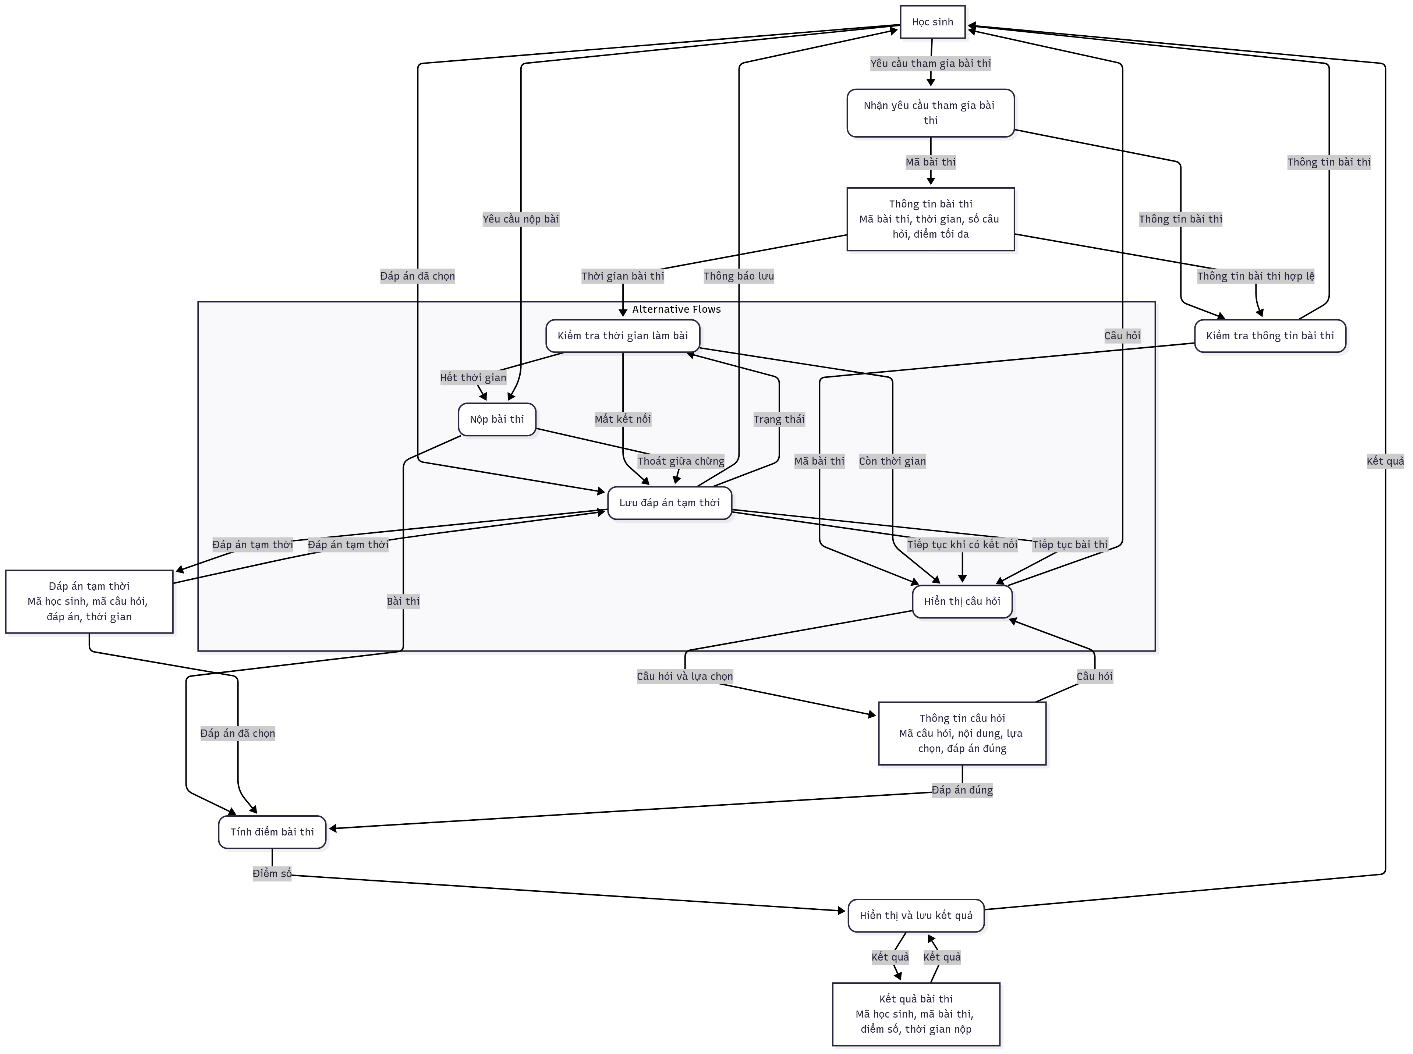 Học sinh
Yêu cầu tham gia bài thi
Nhận yêu cầu tham gia bài
thi
Mã bài thi
Thông tin bài thi
Thông tin bài thi
Mã bài thi, thời gian, số câu
hỏi, điểm tối đa
Yêu cầu nộp bài
Thông tin bài thi
Đáp án đã chọn
Thời gian bài thi
Thông báo lưu
Thông tin bài thi hợp lệ
Alternative Flows
Kiểm tra thời gian làm bài
Câu hỏi
Kiểm tra thông tin bài thi
Hết thời gian
Nộp bài thi
Mất kết nối
Trạng thái
Thoát giữa chừng
Mã bài thi
Còn thời gian
Kết quả
Lưu đáp án tạm thời
Đáp án tạm thời
Đáp án tạm thời
Tiếp tục khi có kết nối
Tiếp tục bài thi
Đáp án tạm thời
Mã học sinh, mã câu hỏi,
đáp án, thời gian
Bài thi
Hiển thị câu hỏi
Câu hỏi và lựa chọn
Câu hỏi
Đáp án đã chọn
Thông tin câu hỏi
Mã câu hỏi, nội dung, lựa
chọn, đáp án đúng
Đáp án đúng
Tính điểm bài thi
Điểm số
Hiển thị và lưu kết quả
Kết quả
Kết quả
Kết quả bài thi
Mã học sinh, mã bài thi,
điểm số, thời gian nộp